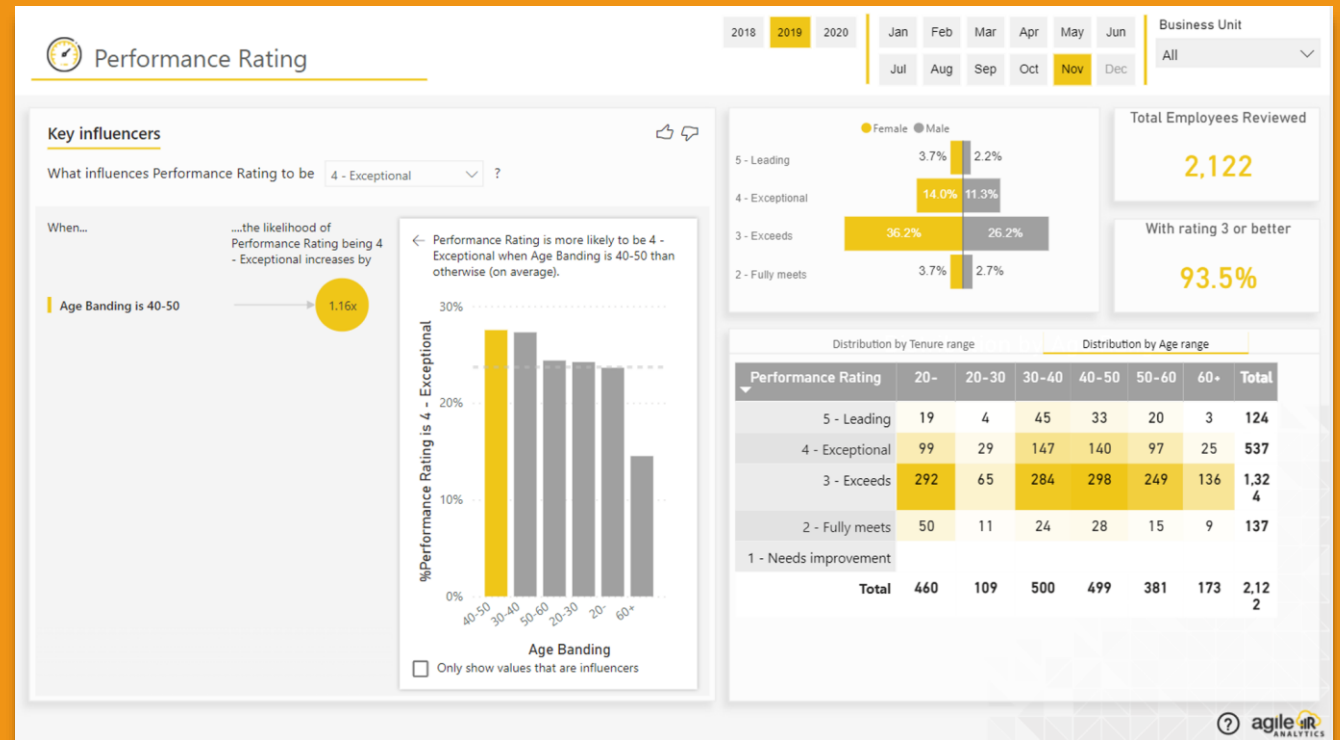 Performance Rating
2018 2019 2020
Jan Feb Mar Apr May Jun
Jul Aug Sep Oct Nov Dec
Business Unit
All
Key influencers
What influences Performance Rating to be 4 - Exceptional ?
When...
....the likelihood of
Performance Rating being 4
- Exceptional increases by
Age Banding is 40-50
1.16x
Performance Rating is more likely to be 4 -
Exceptional when Age Banding is 40-50 than
otherwise (on average).
%Performance Rating is 4 - Exceptional
30%
20%
10%
0%
40-50 30-40 50-60 20-30 20- 60+
Age Banding
Only show values that are influencers
Female Male
5 - Leading 3.7% 2.2%
4 - Exceptional 14.0% 11.3%
3 - Exceeds 36.2% 26.2%
2 - Fully meets 3.7% 2.7%
Total Employees Reviewed
2,122
With rating 3 or better
93.5%
Distribution by Tenure range Distribution by Age range
Performance Rating 20- 20-30 30-40 40-50 50-60 60+ Total
5 - Leading 19 4 45 33 20 3 124
4 - Exceptional 99 29 147 140 97 25 537
3 - Exceeds 292 65 284 298 249 136 1,32
4
2 - Fully meets 50 11 24 28 15 9 137
1 - Needs improvement
Total 460 109 500 499 381 173 2,12
2
? agile R
ANALYTICS